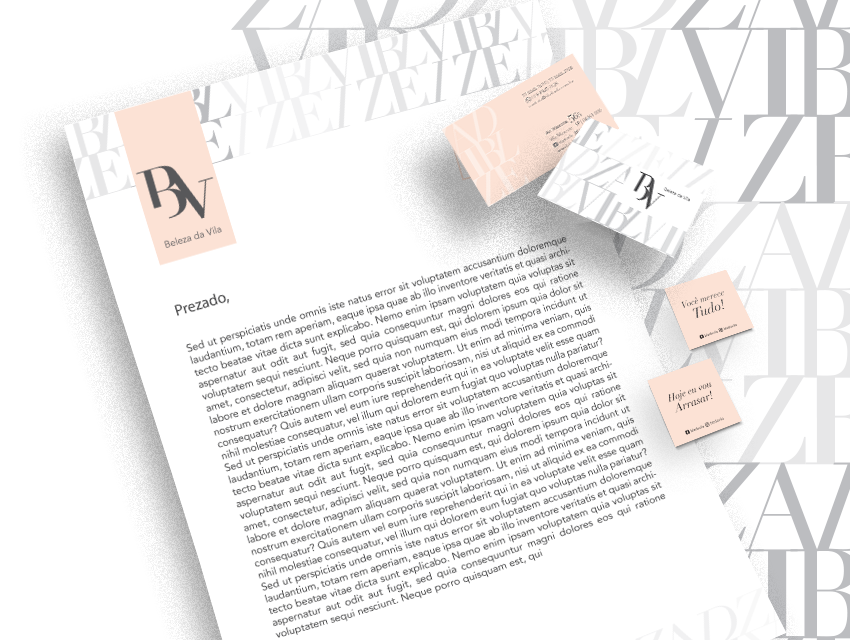 BV
Beleza da Vila
Prezado,
Sed ut perspiciatis unde omnis iste natus error sit voluptatem accusantium doloremque
laudantium, totam rem aperiam, eaque ipsa quae ab illo inventore veritatis et quasi archi-
tecto beatae vitae dicta sunt explicabo. Nemo enim ipsam voluptatem quia voluptas sit
aspernatur aut odit aut fugit, sed quia consequuntur magni dolores eos qui ratione
voluptatem sequi nesciunt. Neque porro quisquam est, qui dolorem ipsum quia dolor sit
amet, consectetur, adipisci velit, sed quia non numquam eius modi tempora incidunt ut
labore et dolore magnam aliquam quaerat voluptatem. Ut enim ad minima veniam, quis
nostrum exercitationem ullam corporis suscipit laboriosam, nisi ut aliquid ex ea commodi
consequatur? Quis autem vel eum iure reprehenderit qui in ea voluptate velit esse quam
nihil molestiae consequatur, vel illum qui dolorem eum fugiat quo voluptas nulla pariatur?
Sed ut perspiciatis unde omnis iste natus error sit voluptatem accusantium doloremque
laudantium, totam rem aperiam, eaque ipsa quae ab illo inventore veritatis et quasi archi-
tecto beatae vitae dicta sunt explicabo. Nemo enim ipsam voluptatem quia voluptas sit
aspernatur aut odit aut fugit, sed quia consequuntur magni dolores eos qui ratione
voluptatem sequi nesciunt. Neque porro quisquam est, qui dolorem ipsum quia dolor sit
amet, consectetur, adipisci velit, sed quia non numquam eius modi tempora incidunt ut
labore et dolore magnam aliquam quaerat voluptatem. Ut enim ad minima veniam, quis
nostrum exercitationem ullam corporis suscipit laboriosam, nisi ut aliquid ex ea commodi
consequatur? Quis autem vel eum iure reprehenderit qui in ea voluptate velit esse quam
nihil molestiae consequatur, vel illum qui dolorem eum fugiat quo voluptas nulla pariatur?
Sed ut perspiciatis unde omnis iste natus error sit voluptatem accusantium doloremque
laudantium, totam rem aperiam, eaque ipsa quae ab illo inventore veritatis et quasi archi-
tecto beatae vitae dicta sunt explicabo. Nemo enim ipsam voluptatem quia voluptas sit
aspernatur aut odit aut fugit, sed quia consequuntur magni dolores eos qui ratione
voluptatem sequi nesciunt. Neque porro quisquam est, qui
BV
Beleza da Vila
Você merece
Tudo!
Hoje eu vou
Arrasar!